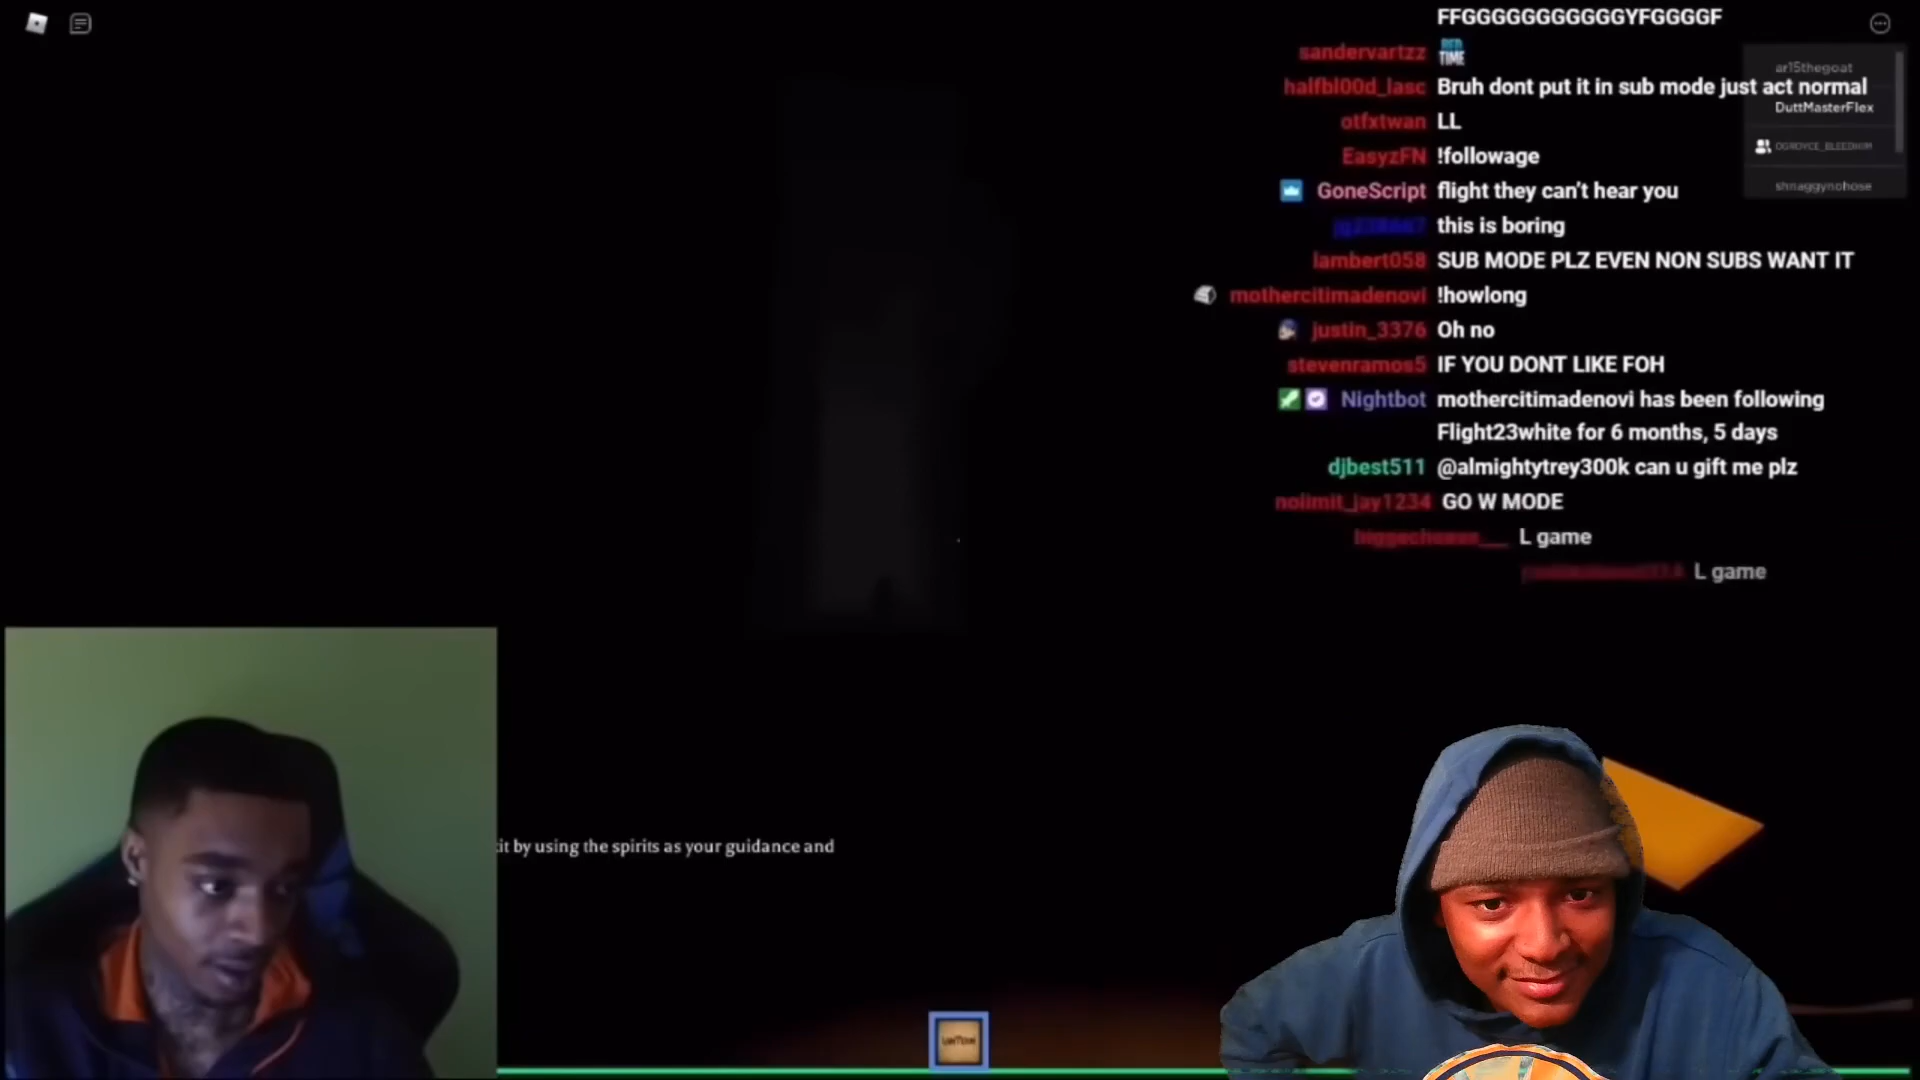 FFGGGGGGGGGGGYFGGGGF
sandervartzz
TIME
halfbl00d_lasc Bruh dont put it in sub mode just act normal
otfxtwan LL
EasyzFN !followage
GoneScript flight they can't hear you
this is boring
lambert058 SUB MODE PLZ EVEN NON SUBS WANT IT
mothercitimadenovi !howlong
justin_3376 Oh no
stevenramos5 IF YOU DONT LIKE FOH
Nightbot mothercitimadenovi has been following
Flight23white for 6 months, 5 days
djbest511 @almightytrey300k can u gift me plz
nolimit_jay1234 GO W MODE
L game
L game
ar15thegoat
DuttMasterFlex
shraggynohose
it by using the spirits as your guidance and